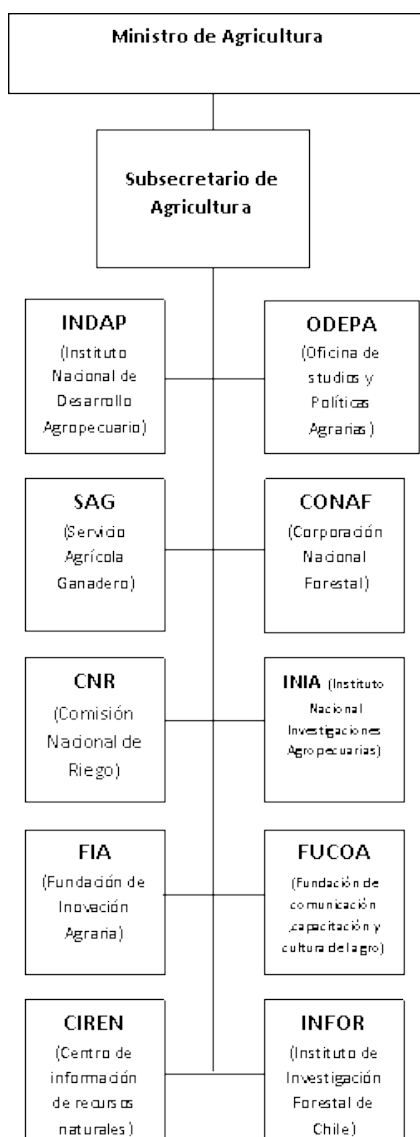 Ministro de Agricultura
Subsecretario de
Agricultura
INDAP
(Instituto
Nacional de
Desarrollo
Agropecuario)
ODEPA
(Oficina de
studios y
Políticas
Agrarias)
SAG
(Servicio
Agrícola
Ganadero)
CONAF
(Corporación
Nacional
Forestal)
CNR
(Comisión
Nacional de
Riego)
INIA (Instituto
Nacional
Investigaciones
Agropecuarias)
FIA
(Fundación de
Inovación
Agraria)
FUCOA
(Fundación de
comunicación
,capacitación y
cultura del agro)
CIREN
(Centro de
información
de recursos
naturales)
INFOR
(Instituto de
Investigación
Forestal de
Chile)